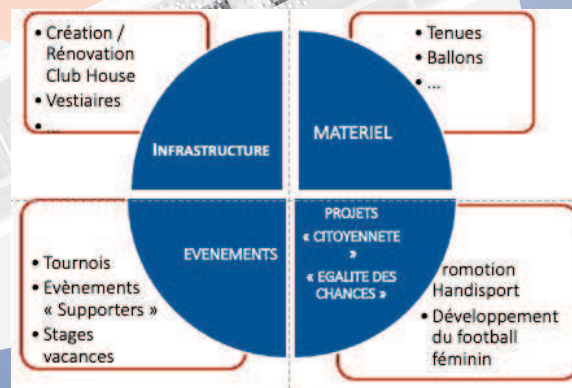 • Création /
Rénovation
Club House
• Vestiaires
• ...
INFRASTRUCTURE
• Tenues
• Ballons
• ...
MATERIEL
EVENEMENTS
• Tournois
• Evènements
« Supporters »
• Stages
vacances
PROJETS
« CITOYENNETE
»
« EGALITE DES
CHANCES »
romotion
Handisport
• Développement
du football
féminin